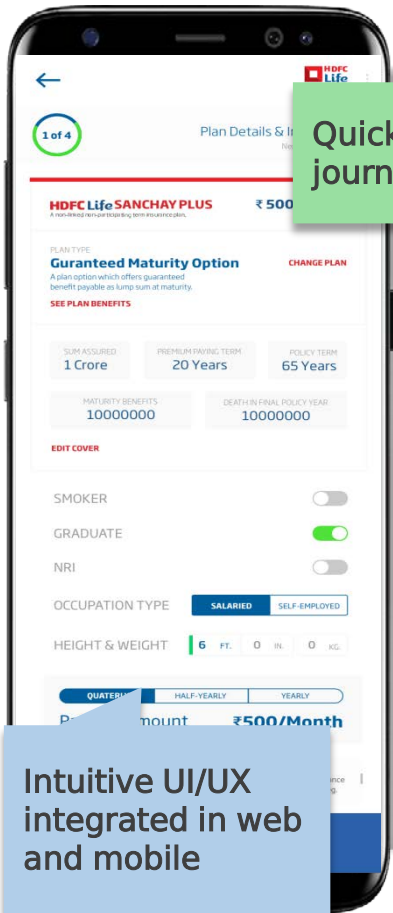 HDFC
Life
1 of 4
Plan Details &
Quick
journ
HDFC Life SANCHAY PLUS ₹ 500
A non-linked non-participating term insurance plan.
PLAN TYPE
Guranteed Maturity Option CHANGE PLAN
A plan option which offers guaranteed
benefit payable as lump sum at maturity.
SEE PLAN BENEFITS
SUM ASSURED PREMIUM PAYING TERM POLICY TERM
1 Crore 20 Years 65 Years
MATURITY BENEFITS DEATH IN FINAL POLICY YEAR
10000000 10000000
EDIT COVER
SMOKER
GRADUATE
NRI
OCCUPATION TYPE SALARIED SELF-EMPLOYED
HEIGHT & WEIGHT 6 FT. 0 IN. 0 KG.
QUATER HALF-YEARLY YEARLY
mount ₹500/Month
Intuitive UI/UX
integrated in web
and mobile